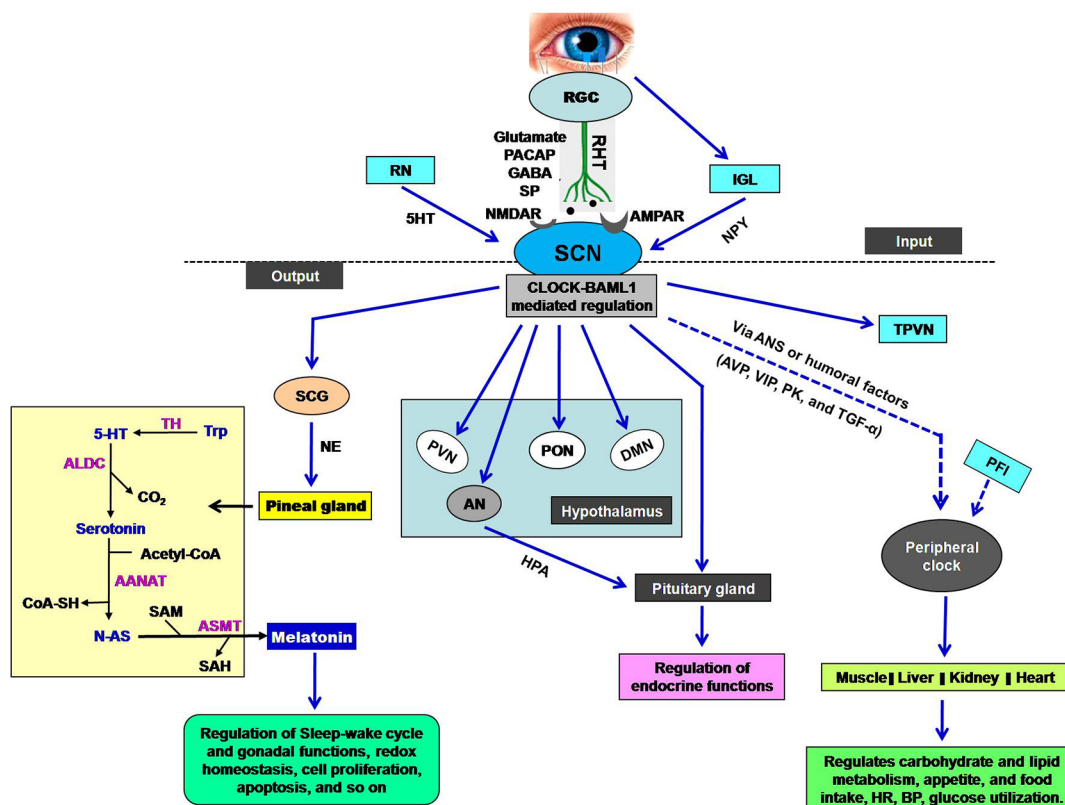 RGC
RHT
Glutamate
PACAP
GABA
SP
RN
IGL
5HT
NMDAR
AMPAR
NPY
SCN
Input
Output
CLOCK-BAML1
mediated regulation
TPVN
Via ANS or humoral factors
(AVP, VIP, PK, and TGF-α)
SCG
NE
Pineal gland
5-HT
TH
Trp
ALDC
CO2
Serotonin
Acetyl-CoA
AANAT
CoA-SH
N-AS
SAM
ASMT
SAH
Melatonin
Regulation of Sleep-wake cycle
and gonadal functions, redox
homeostasis, cell proliferation,
apoptosis, and so on
PVN
PON
DMN
AN
Hypothalamus
HPA
Pituitary gland
Regulation of
endocrine functions
PFI
Peripheral
clock
Muscle | Liver | Kidney | Heart
Regulates carbohydrate and lipid
metabolism, appetite, and food
intake, HR, BP, glucose utilization.